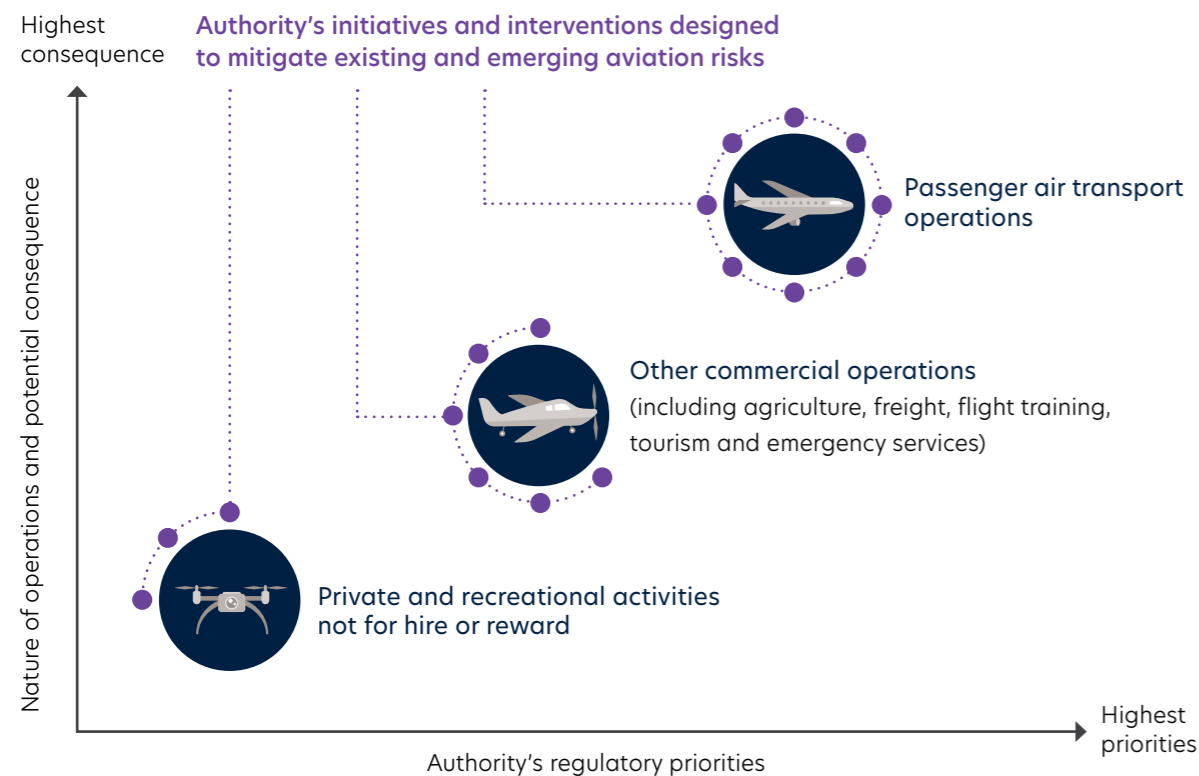 Highest
consequence
Authority’s initiatives and interventions designed
to mitigate existing and emerging aviation risks
Nature of operations and potential consequence
Passenger air transport
operations
Other commercial operations
(including agriculture, freight, flight training,
tourism and emergency services)
Private and recreational activities
not for hire or reward
Highest
priorities
Authority’s regulatory priorities